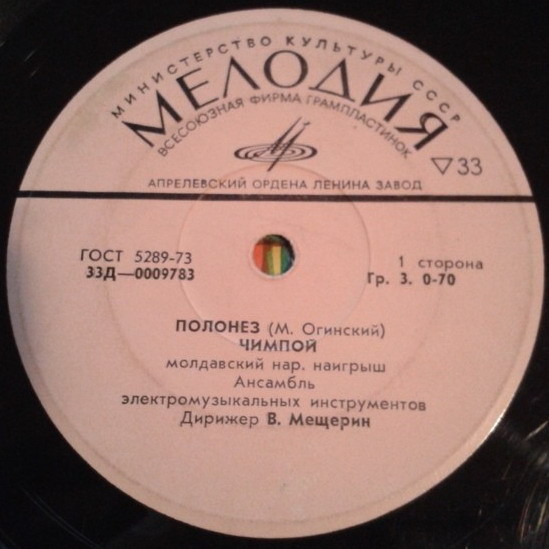 МИНИСТЕРСТВО КУЛЬТУРЫ СССР
МЕЛОДИЯ
ВСЕСОЮЗНАЯ ФИРМА ГРАМПЛАСТИНОК
33
АПРЕЛЕВСКИЙ ОРДЕНА ЛЕНИНА ЗАВОД
ГОСТ 5289-73
33Д—0009783
1 сторона
Гр. 3. 0-70
ПОЛОНЕЗ (М. Огинский)
ЧИМПОЙ
молдавский нар. наигрыш
Ансамбль
электромузыкальных инструментов
Дирижер В. Мещерин